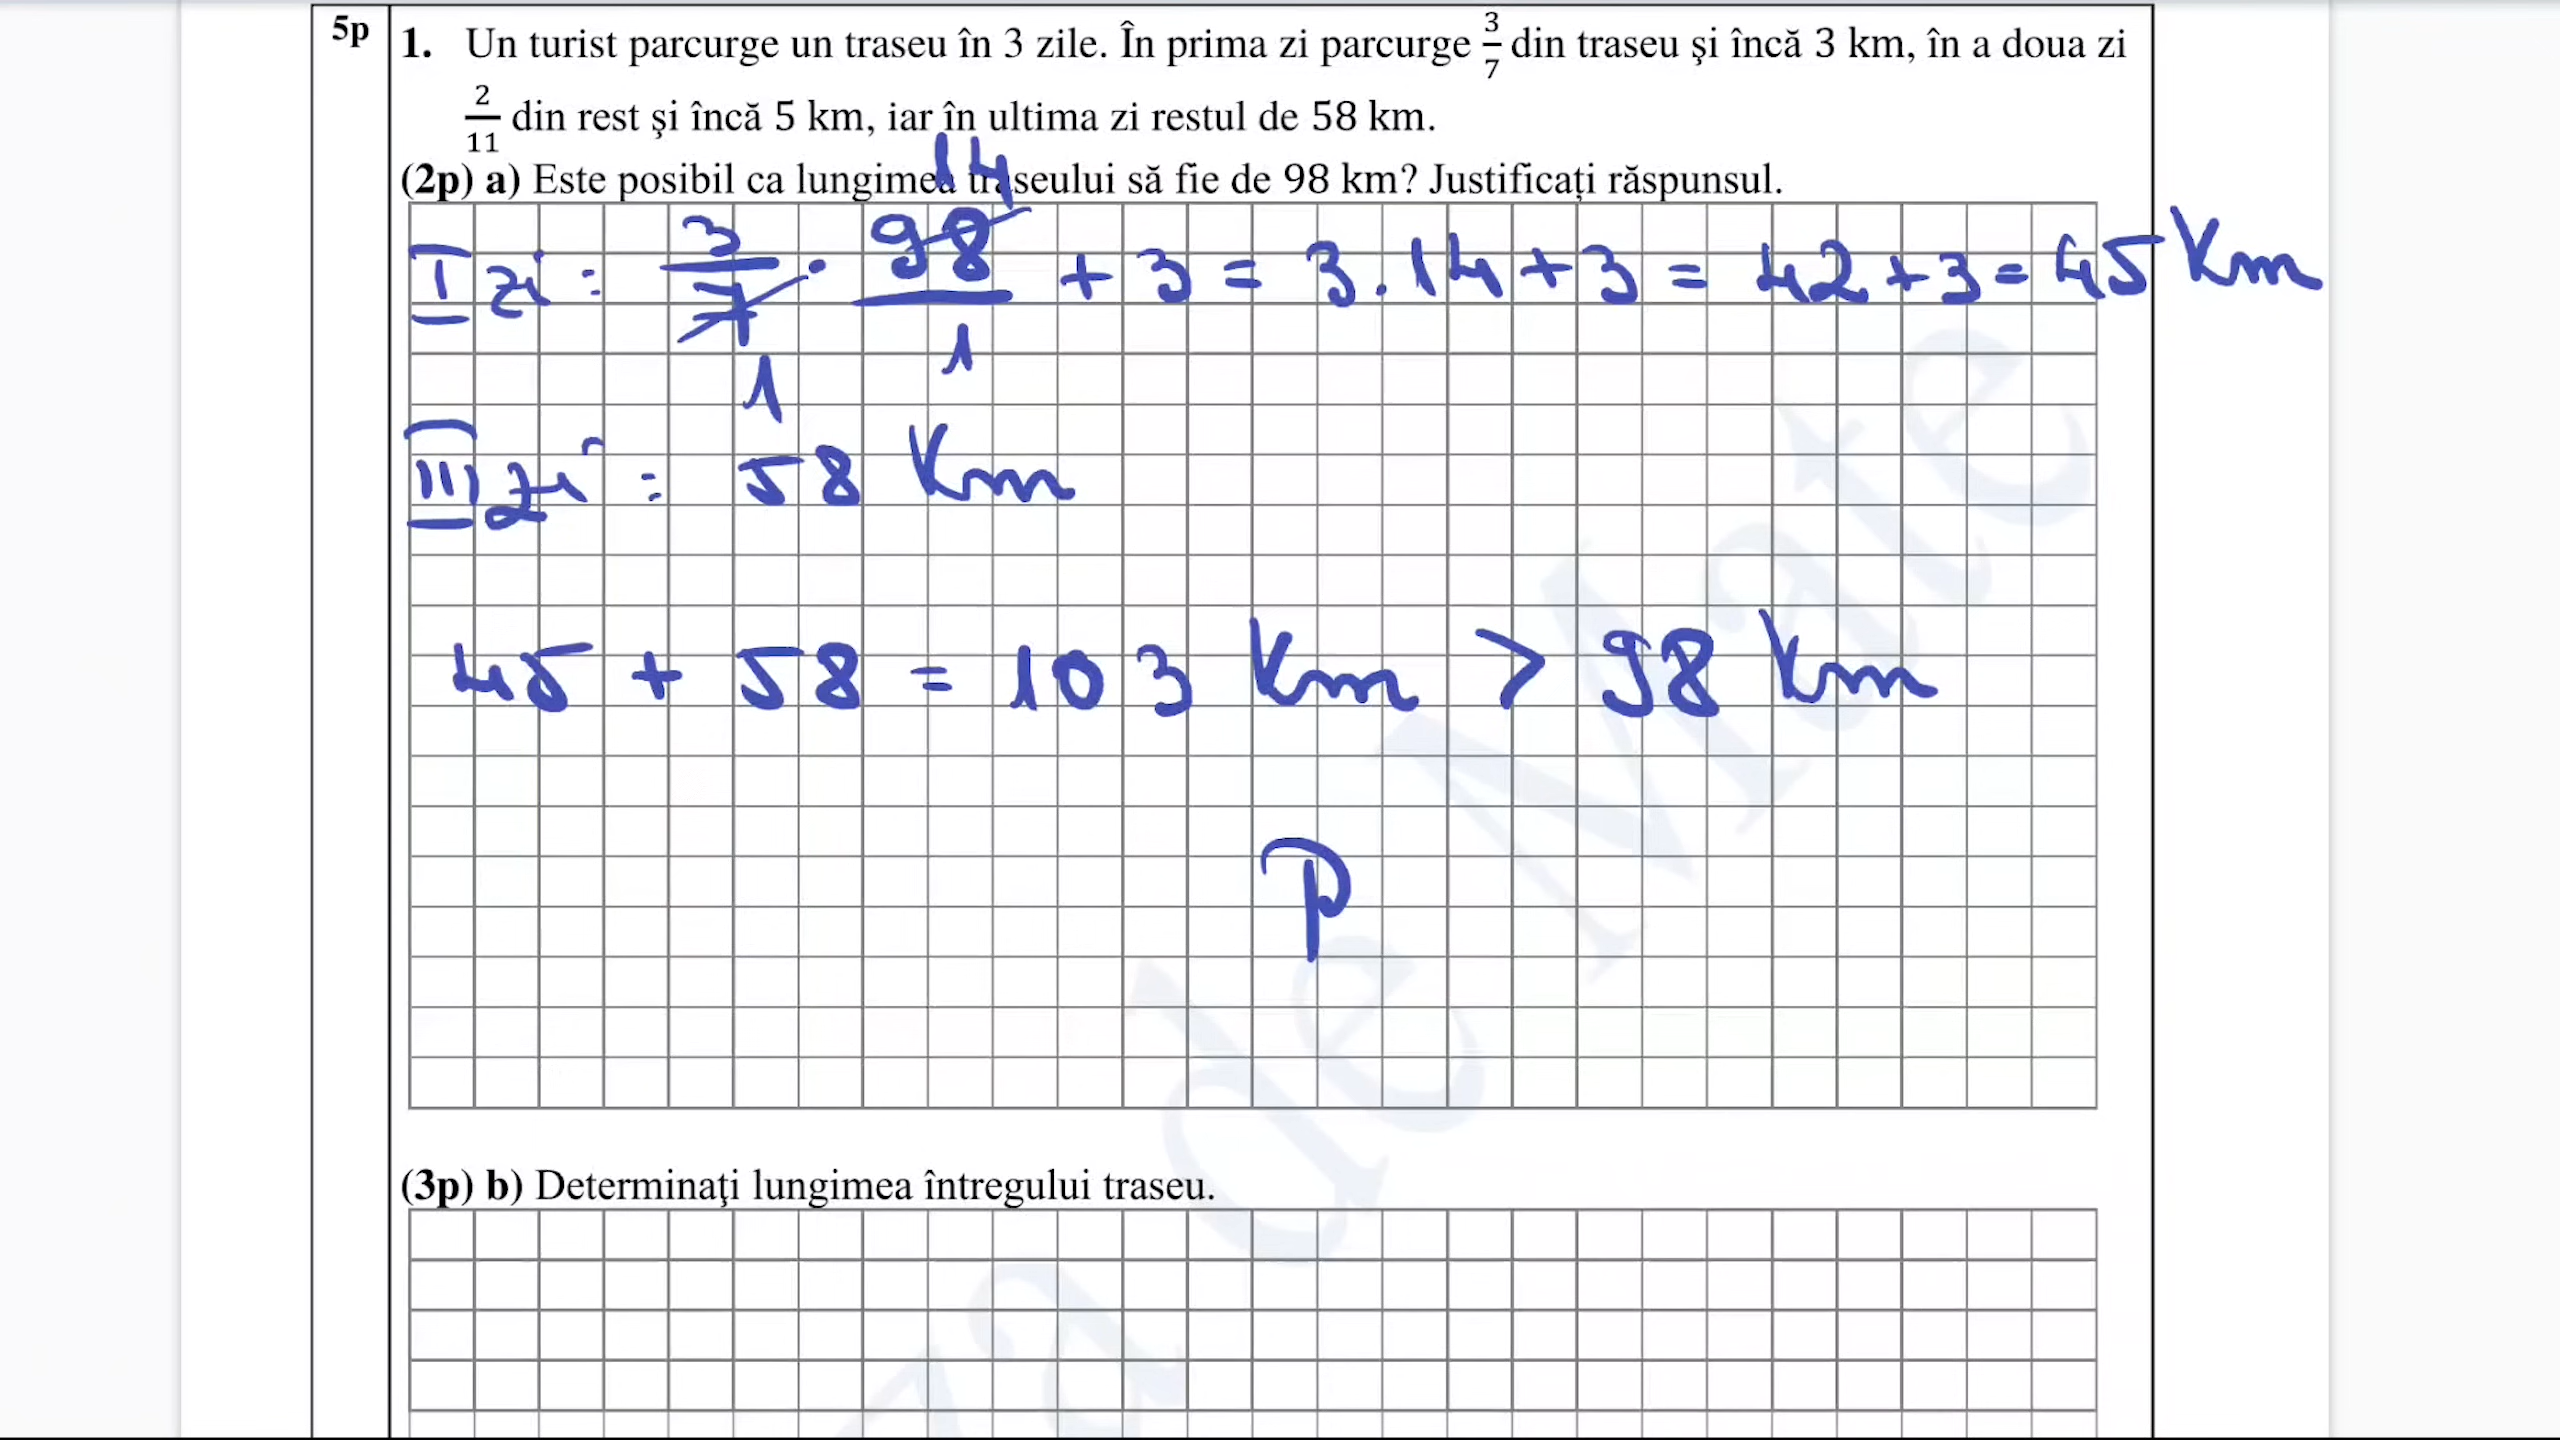 5p
1. Un turist parcurge un traseu în 3 zile. În prima zi parcurge 3/7 din traseu şi încă 3 km, în a doua zi
2/11 din rest şi încă 5 km, iar în ultima zi restul de 58 km.
(2p) a) Este posibil ca lungimea traseului să fie de 98 km? Justificați răspunsul.
14
I zi : 3/7 · 98/1 + 3 = 3.14+3 = 42+3=45 Km
1
III zi : 58 Km
45 + 58 = 103 Km > 98 Km
P
(3p) b) Determinaţi lungimea întregului traseu.
za de Mate